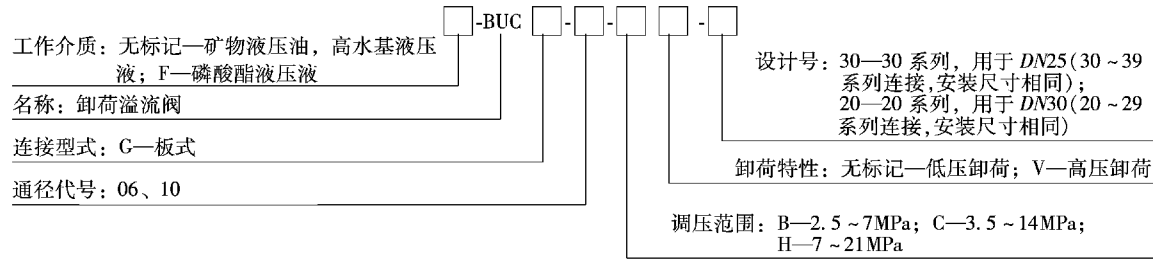 □-BUC□-□-□□-□
工作介质：无标记—矿物液压油，高水基液压
液；F—磷酸酯液压液
名称：卸荷溢流阀
连接型式：G—板式
通径代号：06、10
设计号：30—30 系列，用于 DN25(30～39
系列连接,安装尺寸相同)；
20—20 系列，用于 DN30(20～29
系列连接,安装尺寸相同)
卸荷特性：无标记—低压卸荷；V—高压卸荷
调压范围：B—2.5～7MPa；C—3.5～14MPa；
H—7～21MPa